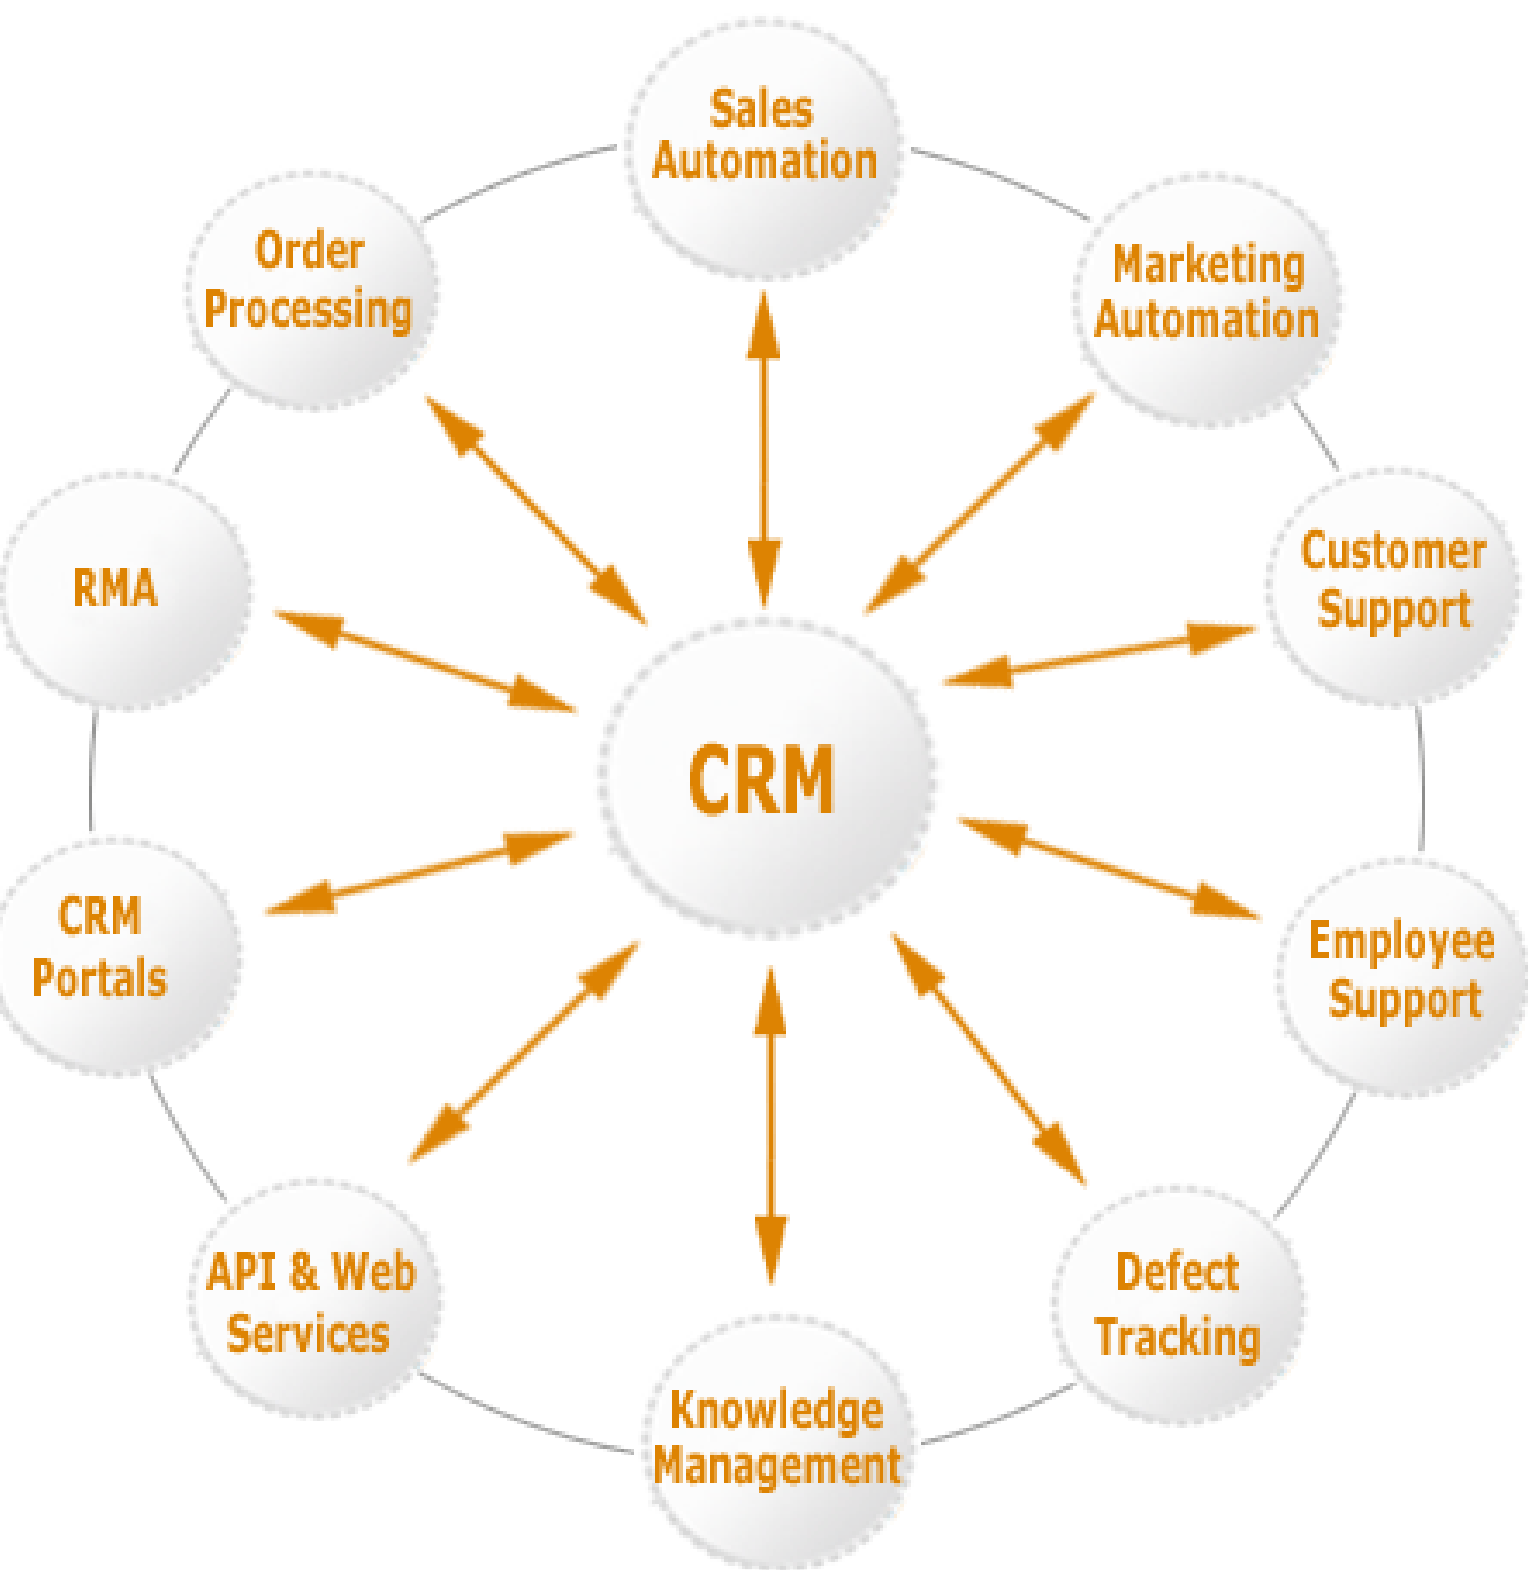 Sales
Automation
Order
Processing
Marketing
Automation
RMA
Customer
Support
CRM
CRM
Portals
Employee
Support
API & Web
Services
Defect
Tracking
Knowledge
Management